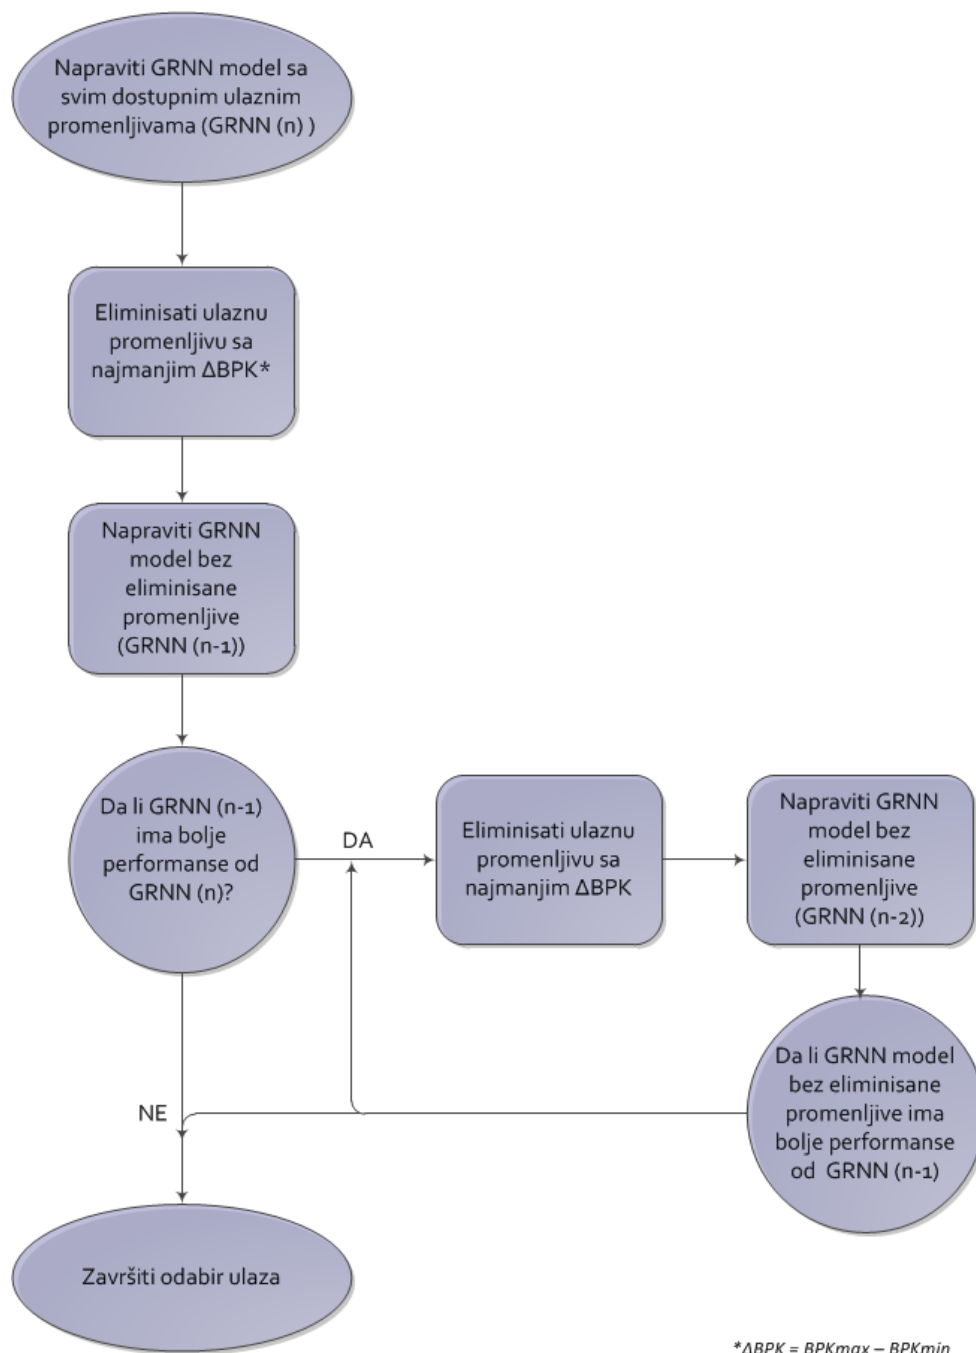 Napraviti GRNN model sa
svim dostupnim ulaznim
promenljivama (GRNN (n) )
Eliminisati ulaznu
promenljivu sa
najmanjim ΔBPK*
Napraviti GRNN
model bez
eliminisane
promenljive
(GRNN (n-1))
Da li GRNN (n-1)
ima bolje
performanse od
GRNN (n)?
DA
Eliminisati ulaznu
promenljivu sa
najmanjim ΔBPK
Napraviti GRNN
model bez
eliminisane
promenljive
(GRNN (n-2))
Da li GRNN model
bez eliminisane
promenljive ima
bolje performanse
od GRNN (n-1)
NE
Završiti odabir ulaza
*ΔBPK = BPKmax – BPKmin